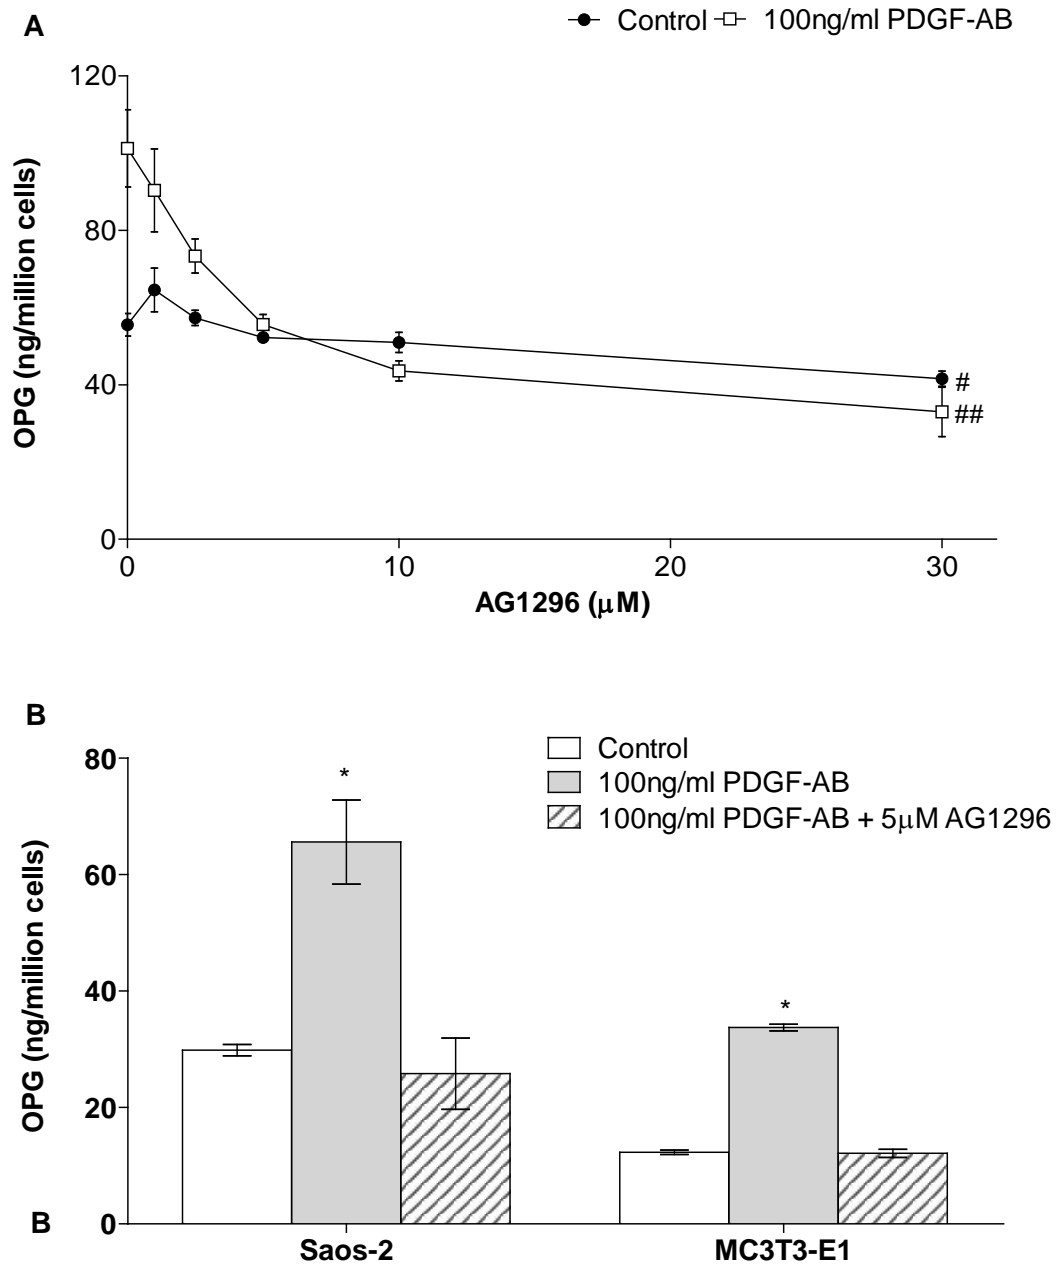 A
Control 100ng/ml PDGF-AB
120
80
40
0
OPG (ng/million cells)
#
##
0 10 20 30
AG1296 (μM)
B
Control
100ng/ml PDGF-AB
100ng/ml PDGF-AB + 5μM AG1296
80
60
40
20
0
OPG (ng/million cells)
*
*
B
Saos-2 MC3T3-E1